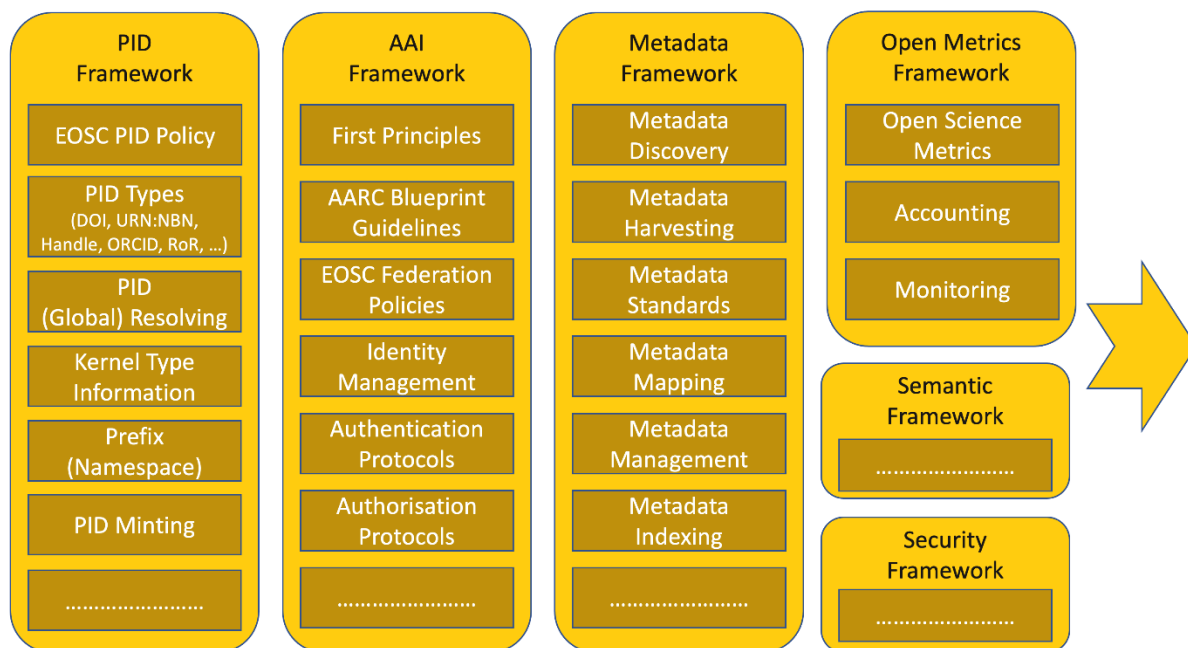 PID
Framework
EOSC PID Policy
PID Types
(DOI, URN:NBN,
Handle, ORCID, RoR, ...)
PID
(Global) Resolving
Kernel Type
Information
Prefix
(Namespace)
PID Minting
........................
AAI
Framework
First Principles
AARC Blueprint
Guidelines
EOSC Federation
Policies
Identity
Management
Authentication
Protocols
Authorisation
Protocols
........................
Metadata
Framework
Metadata
Discovery
Metadata
Harvesting
Metadata
Standards
Metadata
Mapping
Metadata
Management
Metadata
Indexing
........................
Open Metrics
Framework
Open Science
Metrics
Accounting
Monitoring
Semantic
Framework
........................
Security
Framework
........................